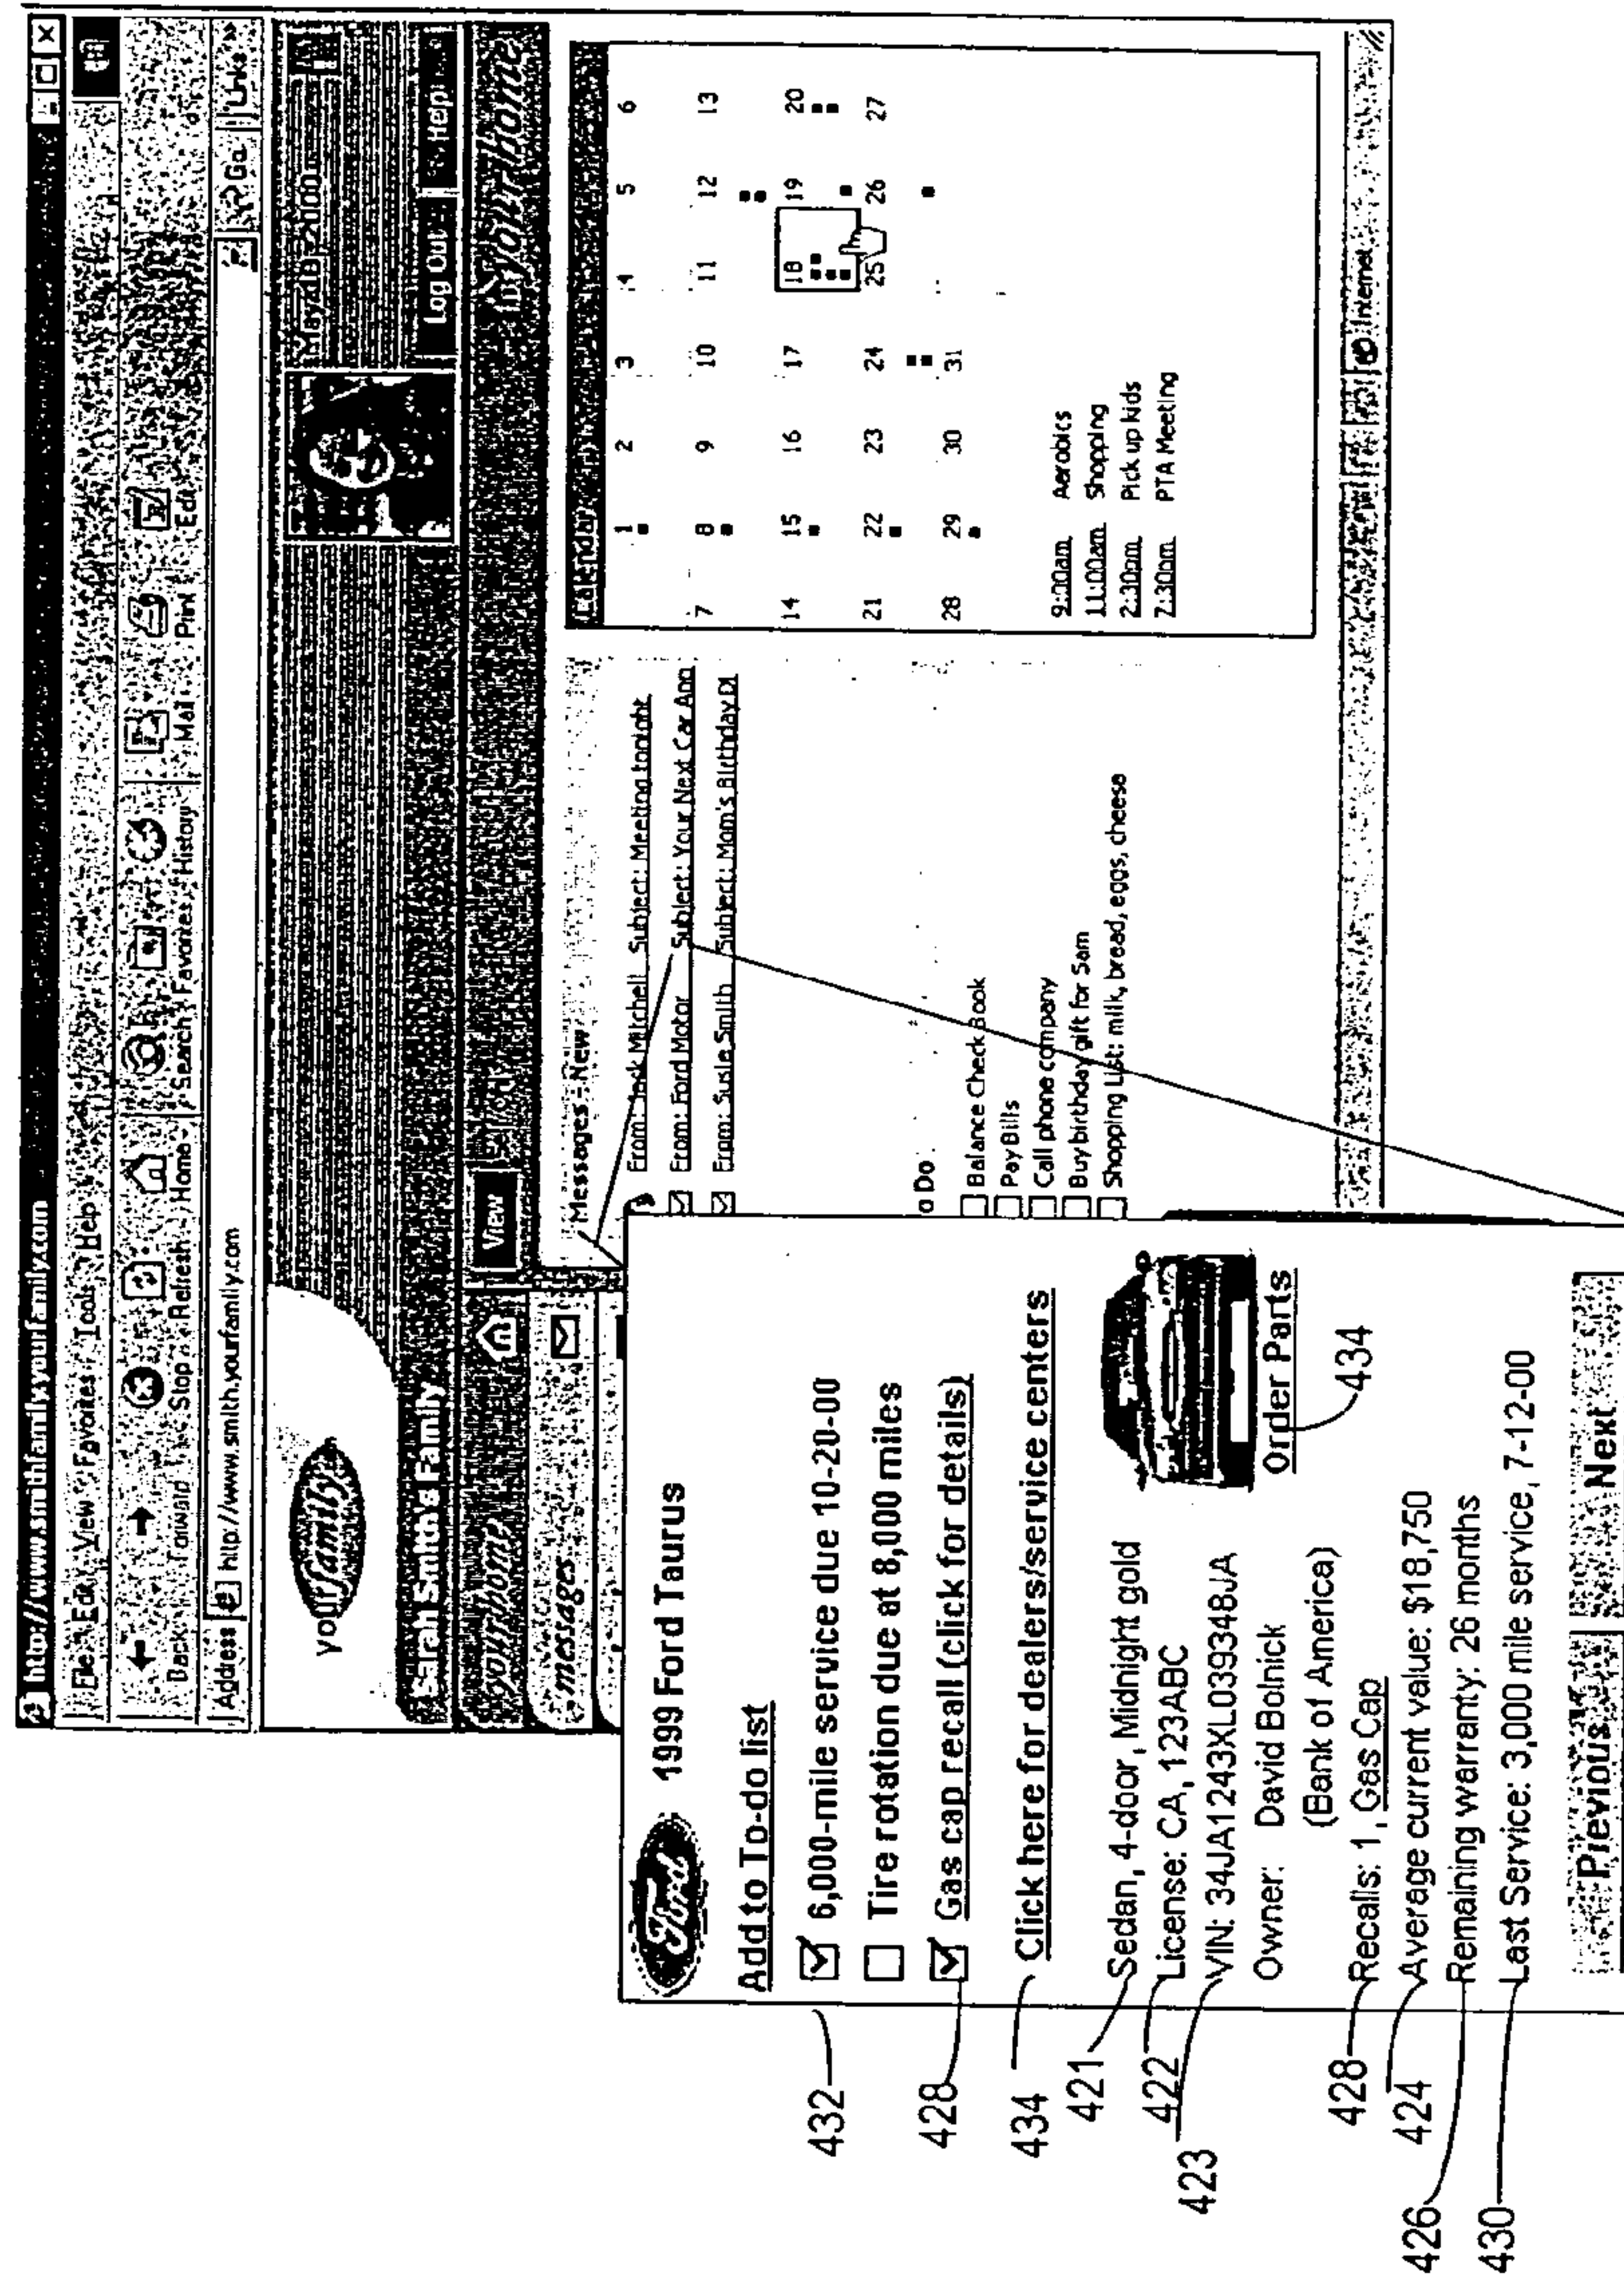 http://www.smithfamily.yourfamily.com
File Edit View Favorites Tools Help
Back Forward Stop Refresh Home Search Favorites History Mail Print Edit
Address http://www.smith.yourfamily.com Go Links »
yourfamily
Log Out Help
yourhome
View
yourhome
messages
Messages - New
From: Jack Mitchell Subject: Meeting tonight
From: Ford Motor Subject: Your Next Car App
From: Susie Smith Subject: Mom's Birthday Di
o Do
Balance Check Book
Pay Bills
Call phone company
Buy birthday gift for Sam
Shopping List: milk, bread, eggs, cheese
Calendar
1 2 3 4 5 6
7 8 9 10 11 12 13
14 15 16 17 18 19 20
21 22 23 24 25 26 27
28 29 30 31
9:00am Aerobics
11:00am Shopping
2:30pm Pick up kids
7:30pm PTA Meeting
Internet
Ford 1999 Ford Taurus
Add to To-do list
432 6,000-mile service due 10-20-00
Tire rotation due at 8,000 miles
428 Gas cap recall (click for details)
434 Click here for dealers/service centers
421 Sedan, 4-door, Midnight gold
422 License: CA, 123ABC
423 VIN: 34JA1243XL039348JA
Owner: David Bolnick
(Bank of America)
Order Parts
434
428 Recalls: 1, Gas Cap
424 Average current value: $18,750
426 Remaining warranty: 26 months
430 Last Service: 3,000 mile service, 7-12-00
Previous Next